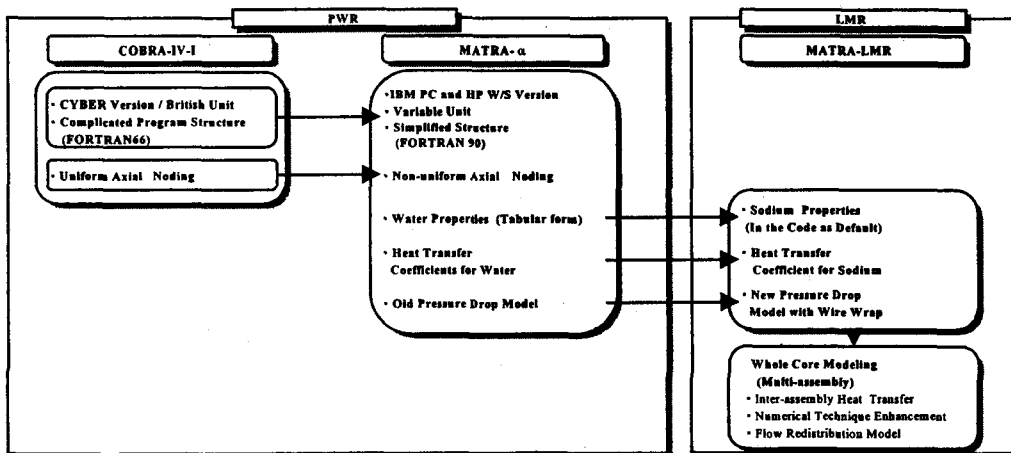 PWR
COBRA-IV-I
· CYBER Version / British Unit
· Complicated Program Structure
(FORTRAN66)
· Uniform Axial Noding
MATRA- α
·IBM PC and HP W/S Version
· Variable Unit
· Simplified Structure
(FORTRAN 90)
· Non-uniform Axial Noding
· Water Properties (Tabular form)
· Heat Transfer
Coefficients for Water
· Old Pressure Drop Model
LMR
MATRA-LMR
· Sodium Properties
(In the Code as Default)
· Heat Transfer
Coefficient for Sodium
· New Pressure Drop
Model with Wire Wrap
Whole Core Modeling
(Multi-assembly)
· Inter-assembly Heat Transfer
· Numerical Technique Enhancement
· Flow Redistribution Model